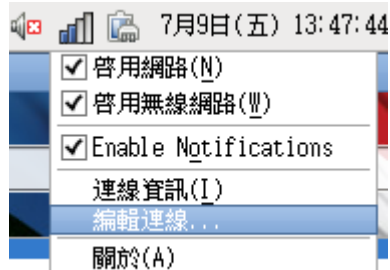 7月9日(五) 13:47:44
啓用網路(N)
啓用無線網路(W)
Enable Notifications
連線資訊(I)
編輯連線...
關於(A)